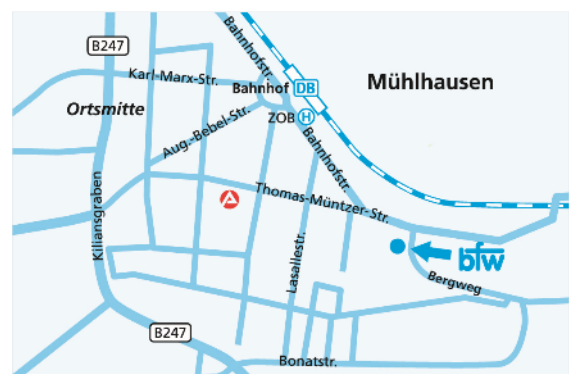 B247
Bahnhofstr.
Karl-Marx-Str.
Bahnhof DB
Mühlhausen
Ortsmitte
Aug.-Bebel-Str.
ZOB H
Bahnhofstr.
Thomas-Müntzer-Str.
Kiliansgraben
Lasallestr.
bfw
Bergweg
B247
Bonatstr.